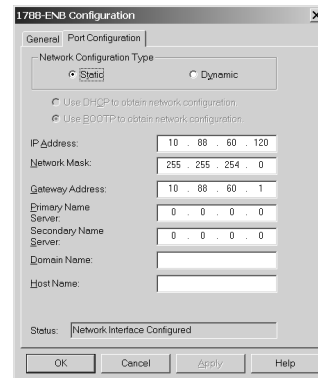 1788-ENB Configuration
General Port Configuration
Network Configuration Type
Static Dynamic
Use DHCP to obtain network configuration.
Use BOOTP to obtain network configuration.
IP Address: 10 . 88 . 60 . 120
Network Mask: 255 . 255 . 254 . 0
Gateway Address: 10 . 88 . 60 . 1
Primary Name Server: 0 . 0 . 0 . 0
Secondary Name Server: 0 . 0 . 0 . 0
Domain Name:
Host Name:
Status: Network Interface Configured
OK Cancel Apply Help